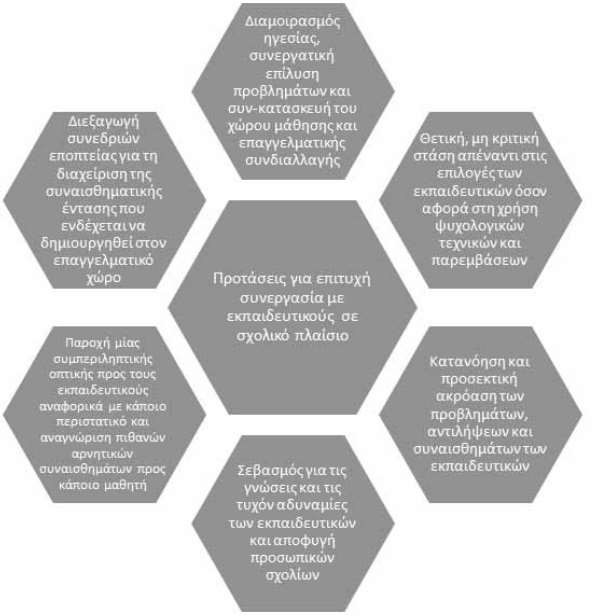 Διαμοιρασμός
ηγεσίας,
συνεργατική
επίλυση
προβλημάτων και
συν-κατασκευή του
χώρου μάθησης και
επαγγελματικής
συνδιαλλαγής
Διεξαγωγή
συνεδριών
εποπτείας για τη
διαχείριση της
συναισθηματικής
έντασης που
ενδέχεται να
δημιουργηθεί στον
επαγγελματικό
χώρο
Θετική, μη κριτική
στάση απέναντι στις
επιλογές των
εκπαιδευτικών όσον
αφορά στη χρήση
ψυχολογικών
τεχνικών και
παρεμβάσεων
Προτάσεις για επιτυχή
συνεργασία με
εκπαιδευτικούς σε
σχολικό πλαίσιο
Παροχή μίας
συμπεριληπτικής
οπτικής προς τους
εκπαιδευτικούς
αναφορικά με κάποιο
περιστατικό και
αναγνώριση πιθανών
αρνητικών
συναισθημάτων προς
κάποιο μαθητή
Κατανόηση και
προσεκτική
ακρόαση των
προβλημάτων,
αντιλήψεων και
συναισθημάτων των
εκπαιδευτικών
Σεβασμός για τις
γνώσεις και τις
τυχόν αδυναμίες
των εκπαιδευτικών
και αποφυγή
προσωπικών
σχολίων